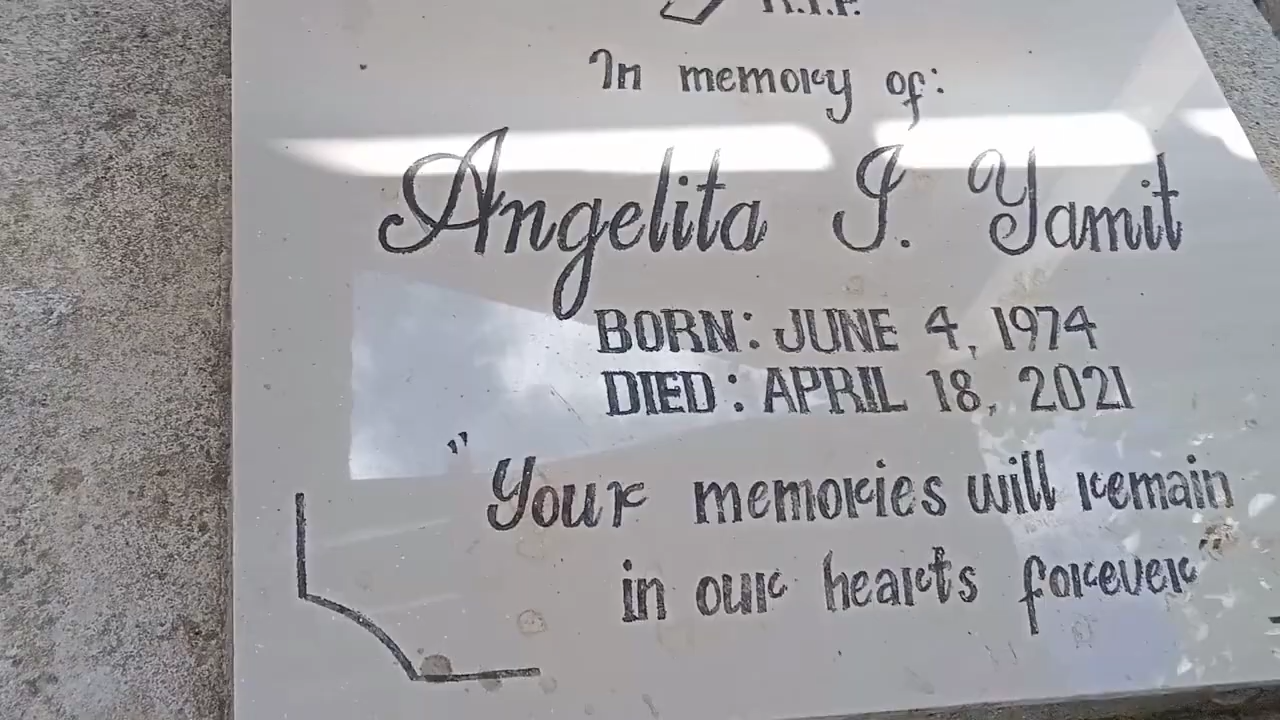 R.I.P.
In memory of:
Angelita I. Yamit
BORN: JUNE 4, 1974
DIED: APRIL 18, 2021
"Your memories will remain
in our hearts forever"